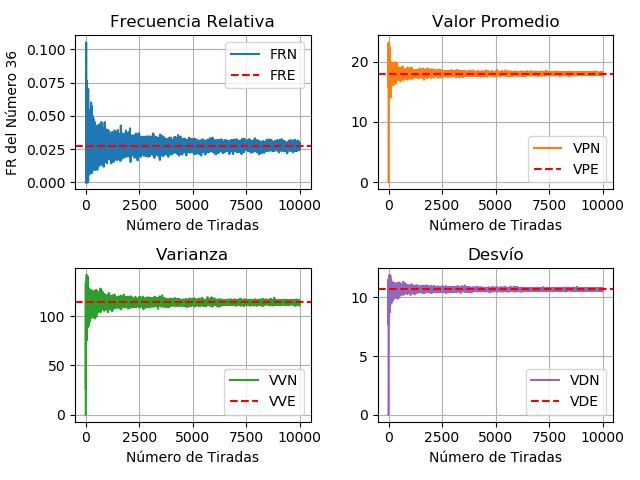 Frecuencia Relativa
FR del Número 36
0.100
0.075
0.050
0.025
0.000
FRN
FRE
0 2500 5000 7500 10000
Número de Tiradas
Valor Promedio
20
10
0
VPN
VPE
0 2500 5000 7500 10000
Número de Tiradas
Varianza
100
50
0
VVN
VVE
0 2500 5000 7500 10000
Número de Tiradas
Desvío
10
5
0
VDN
VDE
0 2500 5000 7500 10000
Número de Tiradas